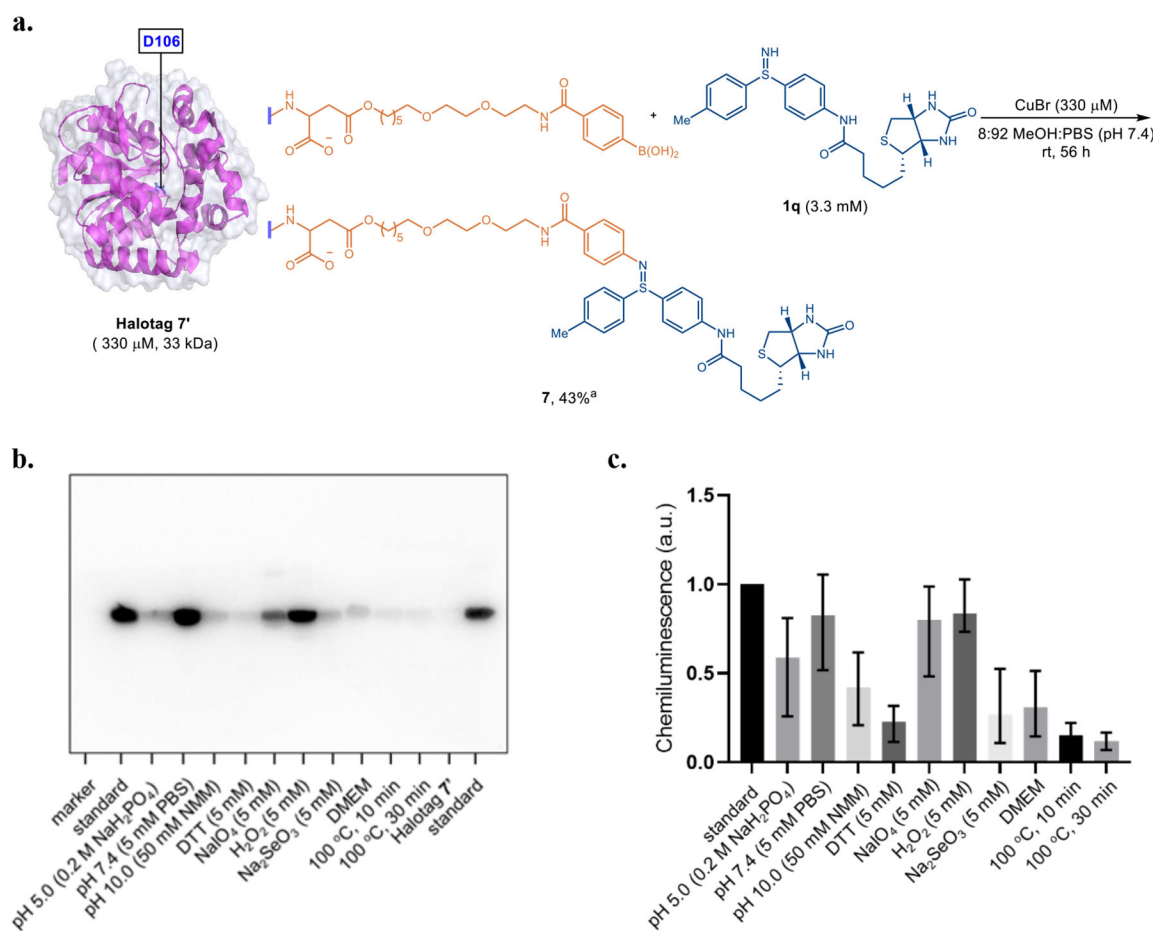 a.
D106
H
N
O
O
O
O
5
O
O
N
H
O
B(OH)2
O−
Halotag 7'
( 330 μM, 33 kDa)
+
NH
S
Me
NH
O
H
H
N
O
N
H
S
H
1q (3.3 mM)
CuBr (330 μM)
8:92 MeOH:PBS (pH 7.4)
rt, 56 h
H
N
O
O
O
O
5
O
O
N
H
O
O−
N
S
Me
NH
O
H
H
N
O
N
H
S
H
7, 43%a
b.
marker
standard
pH 5.0 (0.2 M NaH2PO4)
pH 7.4 (5 mM PBS)
pH 10.0 (50 mM NMM)
DTT (5 mM)
NaIO4 (5 mM)
H2O2 (5 mM)
Na2SeO3 (5 mM)
DMEM
100 °C, 10 min
100 °C, 30 min
Halotag 7'
standard
c.
Chemiluminescence (a.u.)
1.5
1.0
0.5
0.0
standard
pH 5.0 (0.2 M NaH2PO4)
pH 7.4 (5 mM PBS)
pH 10.0 (50 mM NMM)
DTT (5 mM)
NaIO4 (5 mM)
H2O2 (5 mM)
Na2SeO3 (5 mM)
DMEM
100 °C, 10 min
100 °C, 30 min